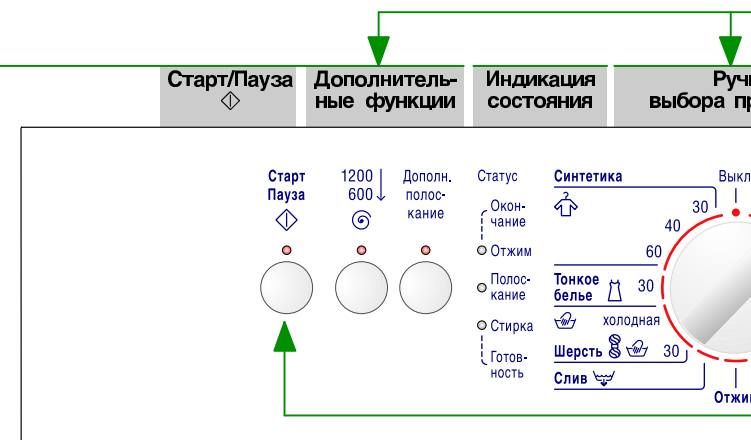 Старт/Пауза
Дополнитель-
ные функции
Индикация
состояния
Ручк
выбора пр
Старт
Пауза
1200
600
Дополн.
полос-
кание
Статус
Окон-
чание
Отжим
Полос-
кание
Стирка
Готов-
ность
Синтетика
30
40
60
Тонкое
белье
30
холодная
Шерсть
30
Слив
Выкл
Отжи